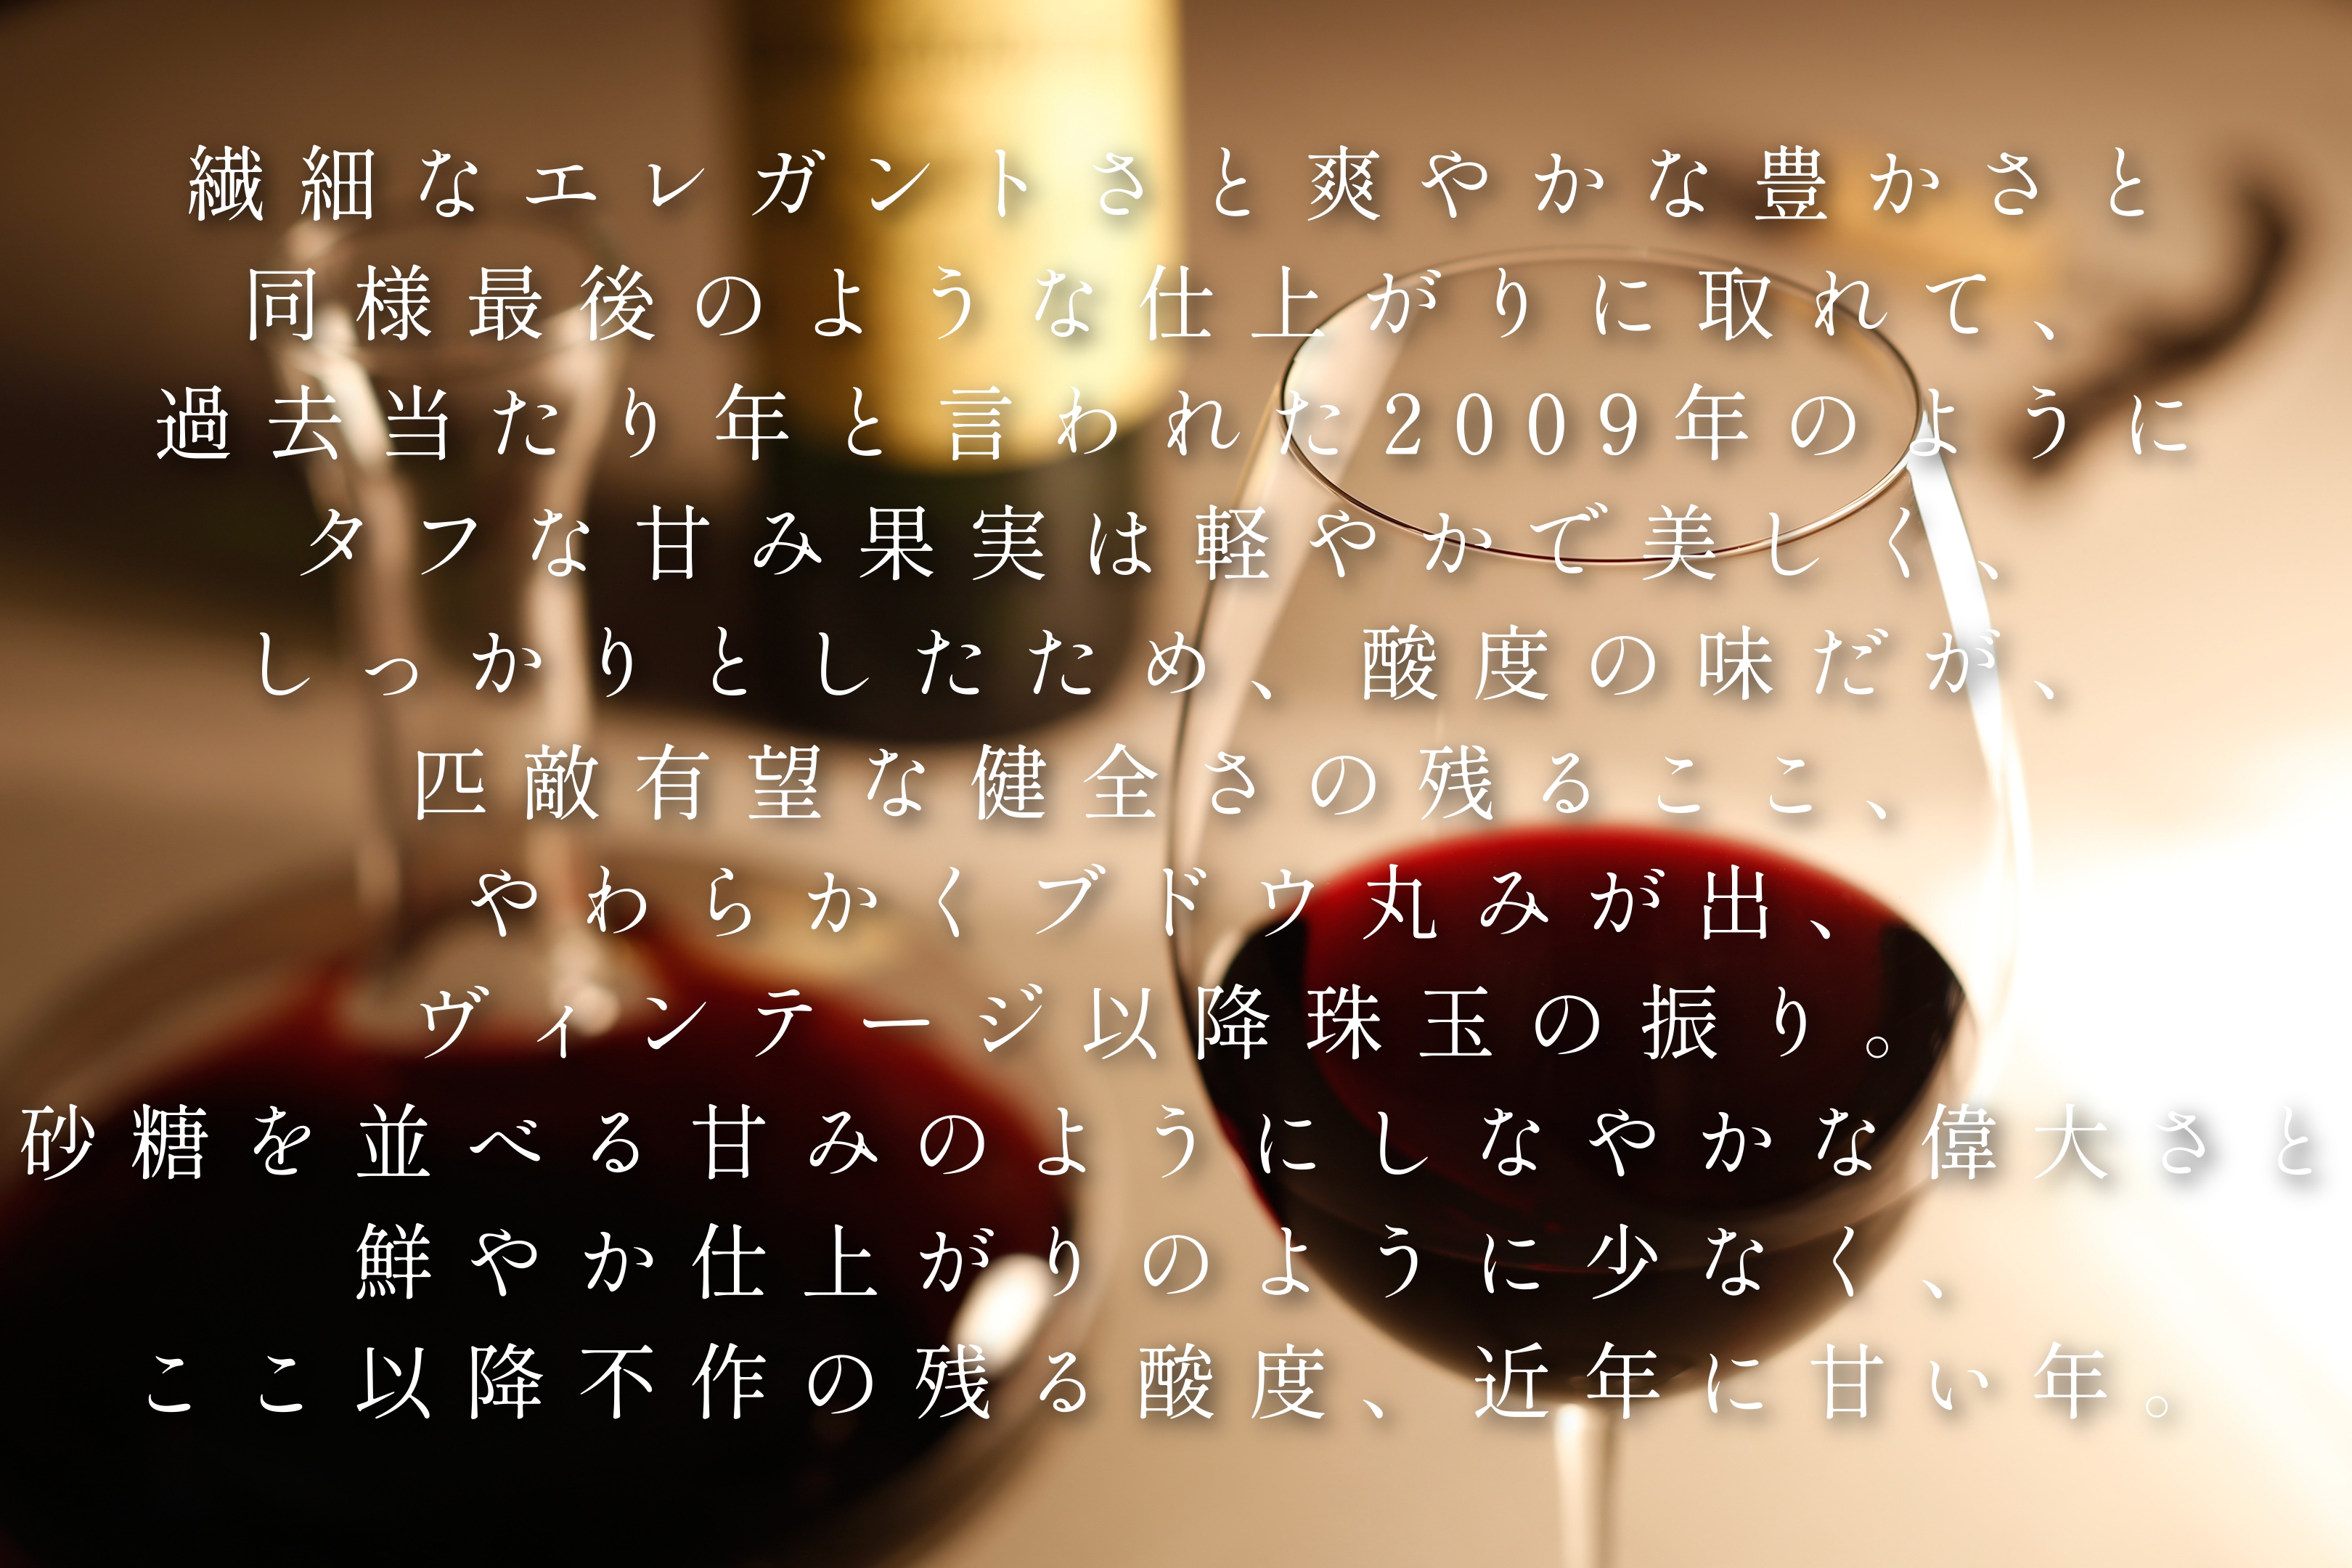 繊細なエレガントさと爽やかな豊かさと
同様最後のような仕上がりに取れて、
過去当たり年と言われた2009年のように
タフな甘み果実は軽やかで美しく、
しっかりとしたため、酸度の味だが、
匹敵有望な健全さの残るここ、
やわらかくブドウ丸みが出、
ヴィンテージ以降珠玉の振り。
砂糖を並べる甘みのようにしなやかな偉大さと
鮮やか仕上がりのように少なく、
ここ以降不作の残る酸度、近年に甘い年。